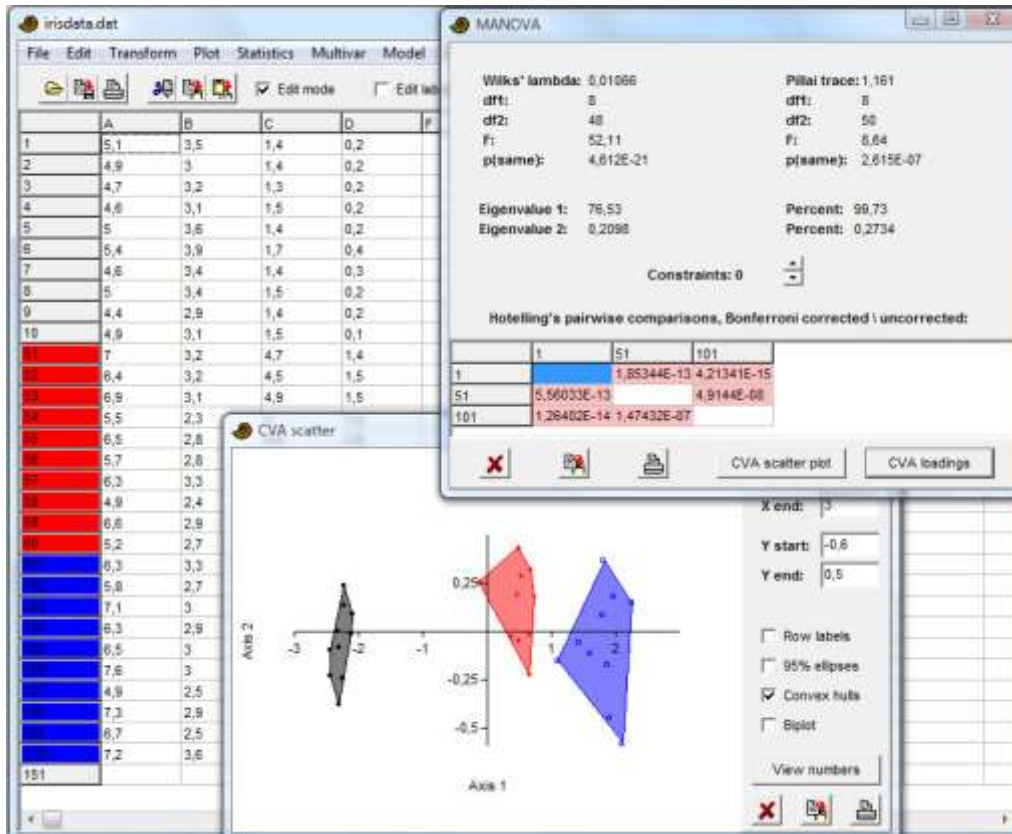 irisdata.dat
File Edit Transform Plot Statistics Multivar Model
Edit mode
Edit
A B C D
1 5,1 3,5 1,4 0,2
2 4,9 3 1,4 0,2
3 4,7 3,2 1,3 0,2
4 4,6 3,1 1,5 0,2
5 5 3,6 1,4 0,2
6 5,4 3,9 1,7 0,4
7 4,6 3,4 1,4 0,3
8 5 3,4 1,5 0,2
9 4,4 2,9 1,4 0,2
10 4,9 3,1 1,5 0,1
7 3,2 4,7 1,4
6,4 3,2 4,5 1,5
6,9 3,1 4,9 1,5
5,5 2,3
6,5 2,8
5,7 2,8
6,3 3,3
4,9 2,4
6,6 2,9
5,2 2,7
6,3 3,3
5,8 2,7
7,1 3
6,3 2,9
6,5 3
7,6 3
4,9 2,5
7,3 2,9
6,7 2,5
7,2 3,6
151
MANOVA
Wilks' lambda: 0,01066 Pillai trace: 1,161
df1: 8 df1: 8
df2: 48 df2: 50
F: 52,11 F: 8,64
p(same): 4,612E-21 p(same): 2,615E-07
Eigenvalue 1: 76,53 Percent: 99,73
Eigenvalue 2: 0,2098 Percent: 0,2734
Constraints: 0
Hotelling's pairwise comparisons, Bonferroni corrected \ uncorrected:
1 51 101
1 1,85344E-13 4,21341E-15
51 5,56033E-13 4,9144E-08
101 1,26402E-14 1,47432E-07
CVA scatter plot CVA loadings
CVA scatter
0,25
-3 -2 -1 1 2
-0,25
-0,5
Axis 2
Axis 1
X end: 3
Y start: -0,6
Y end: 0,5
Row labels
95% ellipses
Convex hulls
Biplot
View numbers